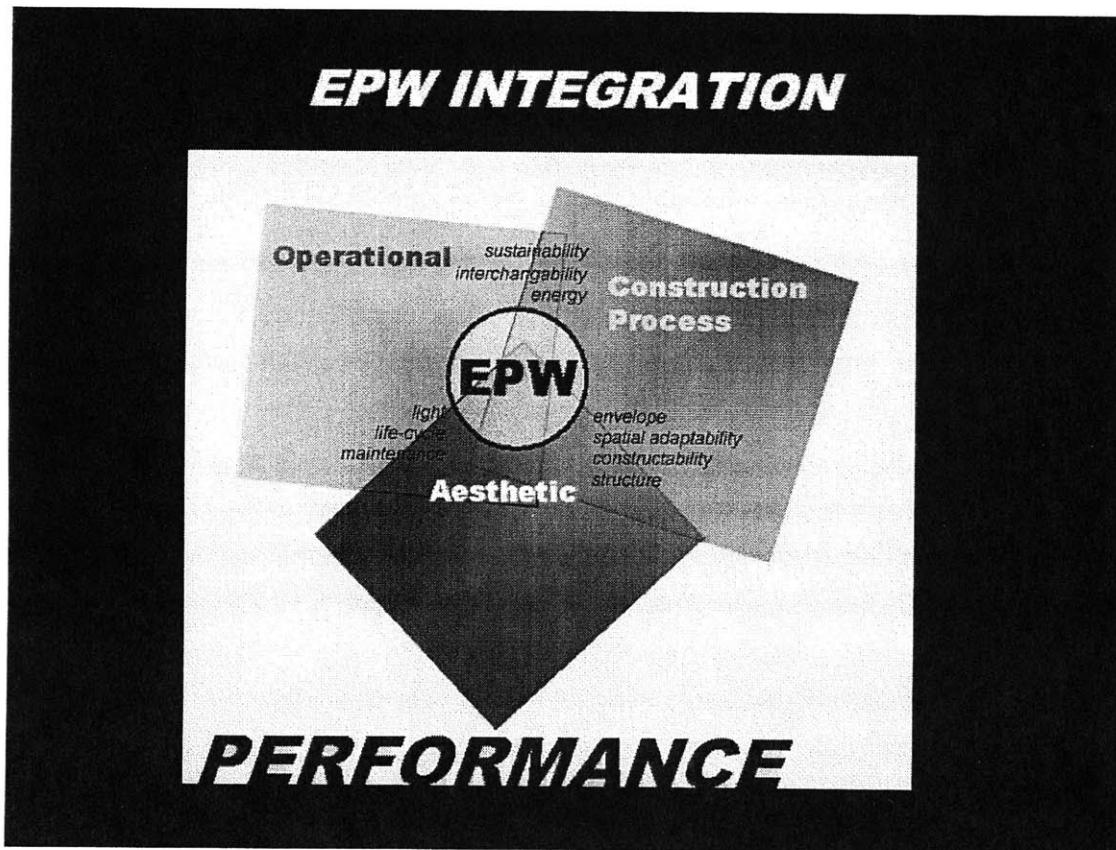 EPW INTEGRATION
Operational
sustainability
interchangability
energy
Construction
Process
EPW
light
life-cycle
maintenance
envelope
spatial adaptability
constructability
structure
Aesthetic
PERFORMANCE